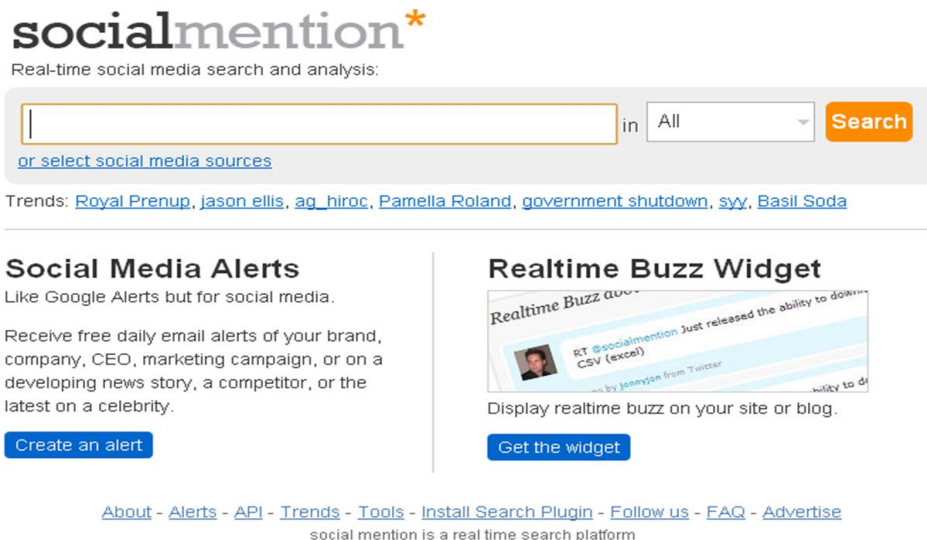 socialmention*
Real-time social media search and analysis:
in All Search
or select social media sources
Trends: Royal Prenup, jason ellis, ag_hiroc, Pamella Roland, government shutdown, syy, Basil Soda
Social Media Alerts
Like Google Alerts but for social media.
Receive free daily email alerts of your brand,
company, CEO, marketing campaign, or on a
developing news story, a competitor, or the
latest on a celebrity.
Create an alert
Realtime Buzz Widget
Realtime Buzz
RT @socialmention Just released the ability to
CSV (excel)
by jonnyjon from Twitter
Display realtime buzz on your site or blog.
Get the widget
About - Alerts - API - Trends - Tools - Install Search Plugin - Follow us - FAQ - Advertise
social mention is a real time search platform